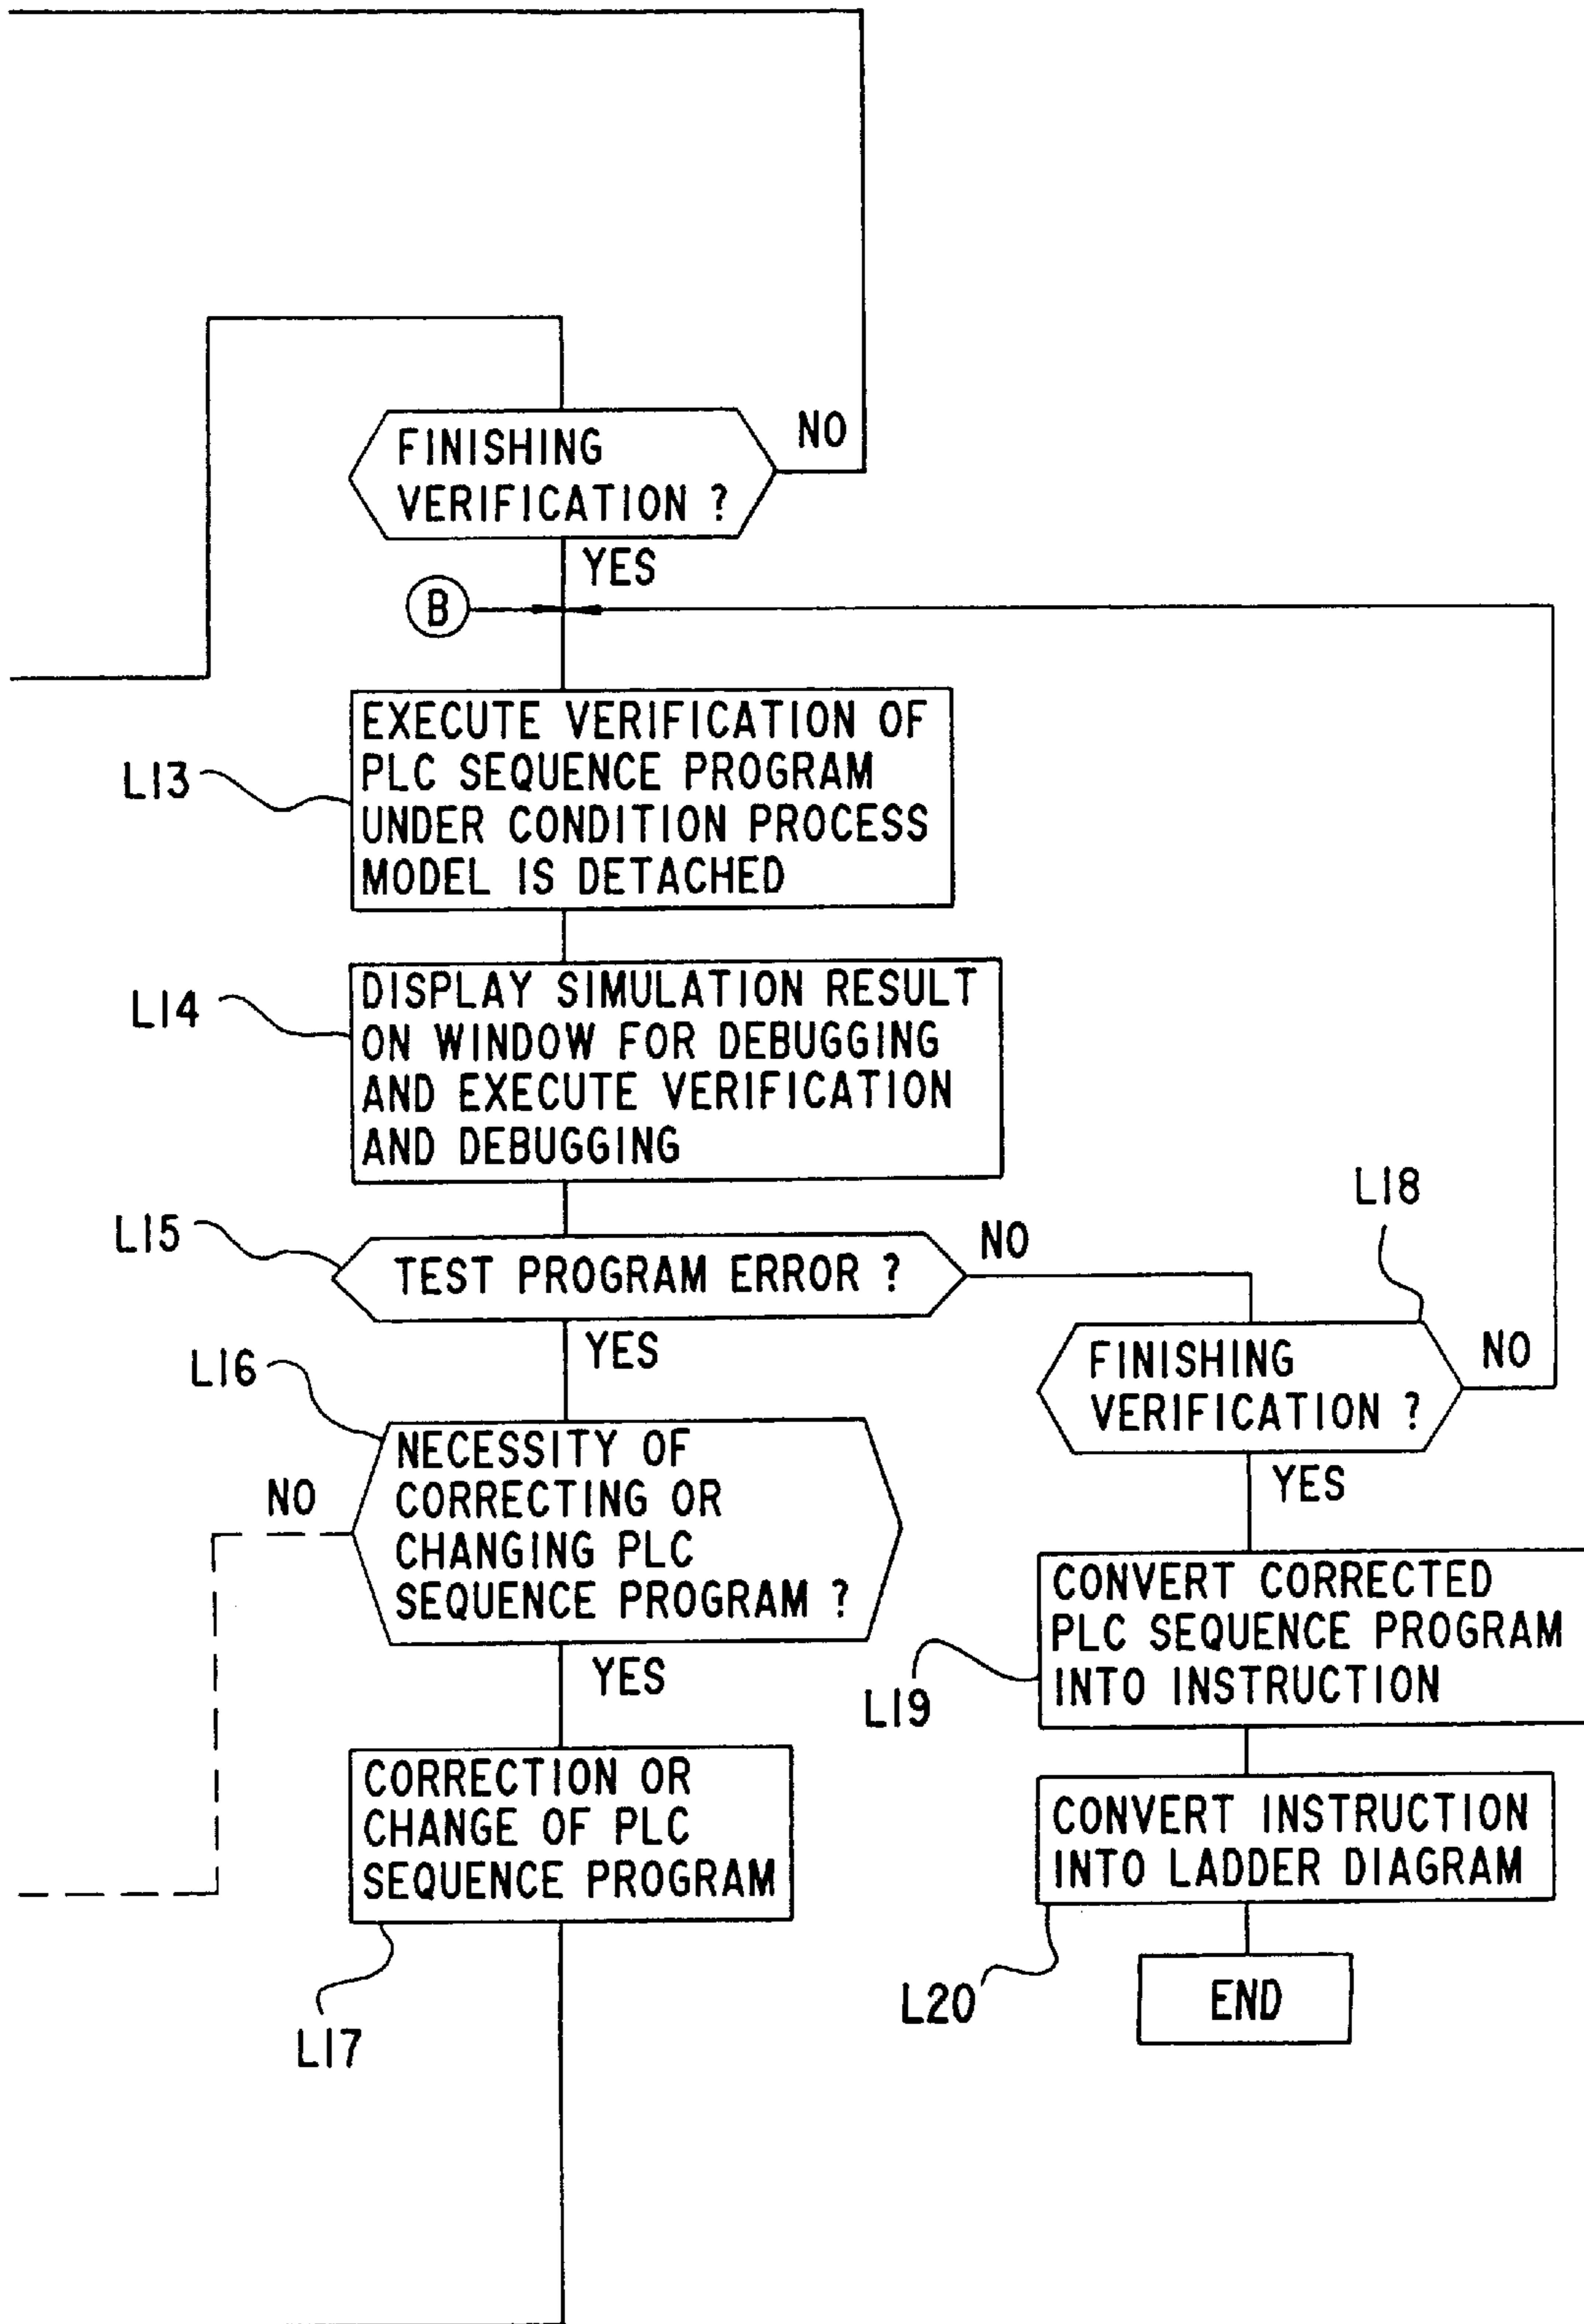 FINISHING
VERIFICATION ?
NO
YES
B
L13
EXECUTE VERIFICATION OF
PLC SEQUENCE PROGRAM
UNDER CONDITION PROCESS
MODEL IS DETACHED
L14
DISPLAY SIMULATION RESULT
ON WINDOW FOR DEBUGGING
AND EXECUTE VERIFICATION
AND DEBUGGING
L15
TEST PROGRAM ERROR ?
NO
YES
L18
FINISHING
VERIFICATION ?
NO
YES
L16
NECESSITY OF
CORRECTING OR
CHANGING PLC
SEQUENCE PROGRAM ?
NO
YES
CONVERT CORRECTED
PLC SEQUENCE PROGRAM
INTO INSTRUCTION
L19
CORRECTION OR
CHANGE OF PLC
SEQUENCE PROGRAM
L17
CONVERT INSTRUCTION
INTO LADDER DIAGRAM
L20
END